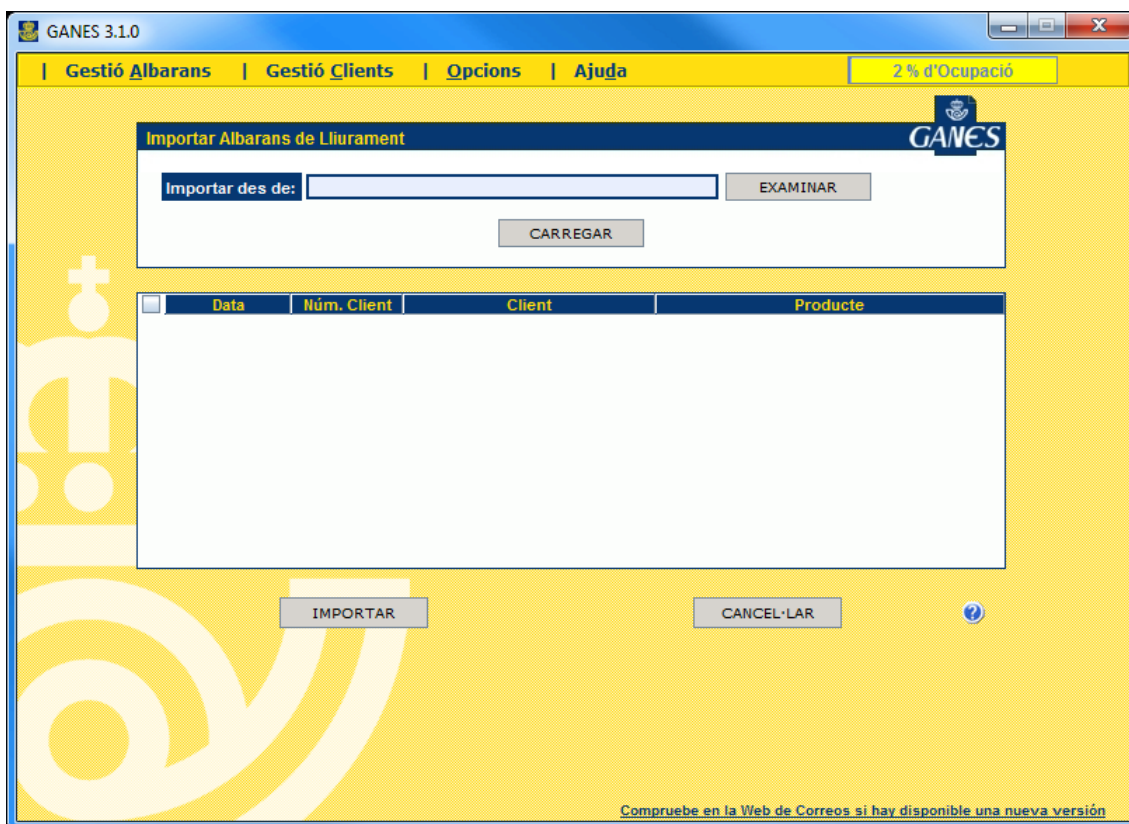 GANES 3.1.0
| Gestió Albarans | Gestió Clients | Opcions | Ajuda 2 % d'Ocupació
GANES
Importar Albarans de Lliurament
Importar des de: EXAMINAR
CARREGAR
Data Núm. Client Client Producte
IMPORTAR CANCEL·LAR ?
Compruebe en la Web de Correos si hay disponible una nueva versión